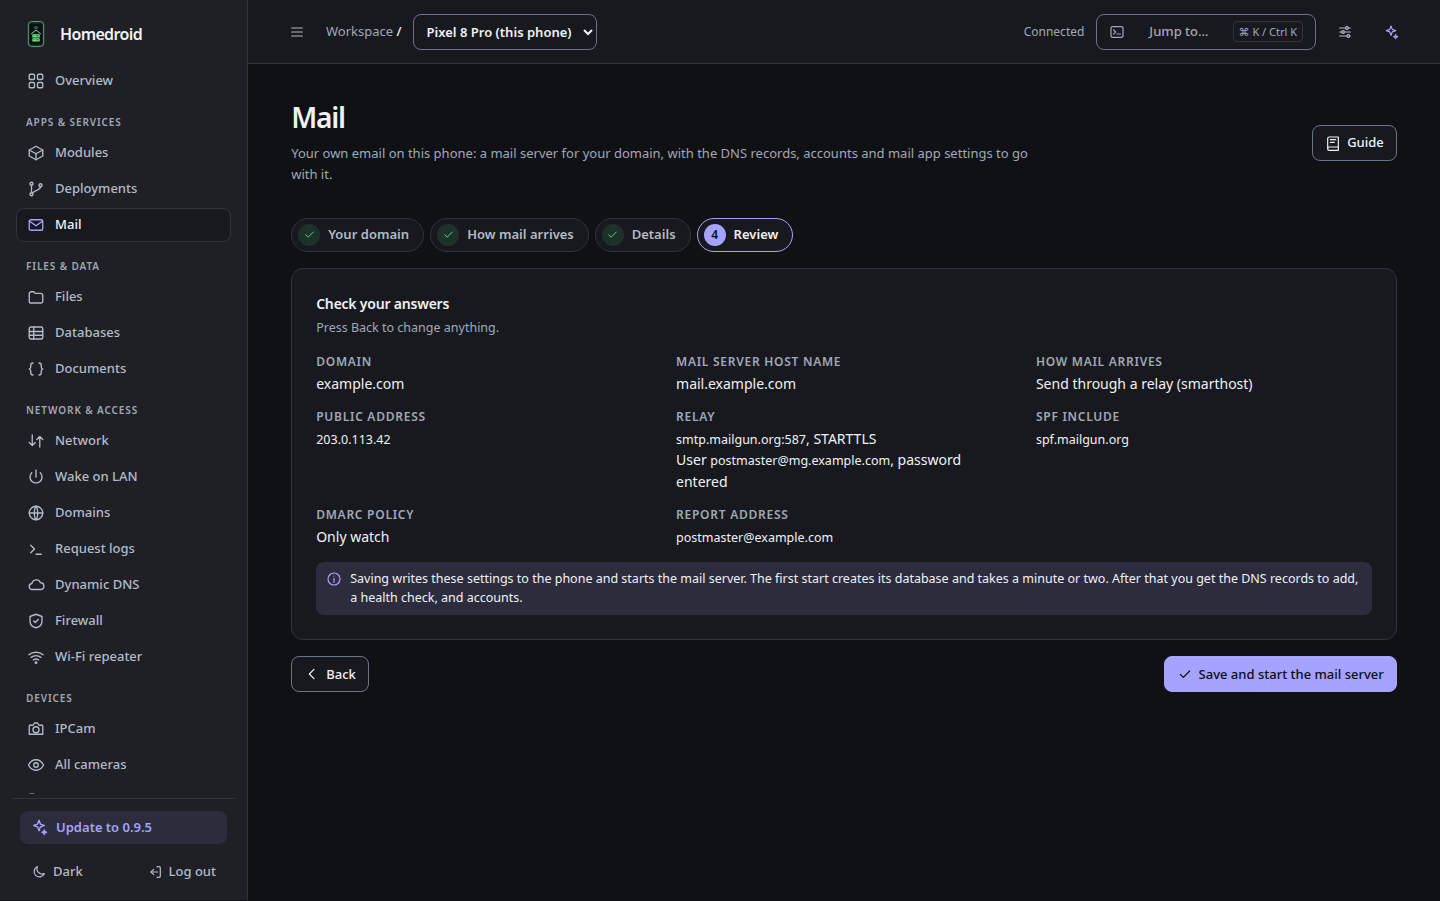 Homedroid
Workspace /
Pixel 8 Pro (this phone)
Connected
Jump to...
⌘ K / Ctrl K
Overview
APPS & SERVICES
Modules
Deployments
Mail
FILES & DATA
Files
Databases
Documents
NETWORK & ACCESS
Network
Wake on LAN
Domains
Request logs
Dynamic DNS
Firewall
Wi-Fi repeater
DEVICES
IPCam
All cameras
Update to 0.9.5
Dark
Log out
Mail
Your own email on this phone: a mail server for your domain, with the DNS records, accounts and mail app settings to go
with it.
Guide
Your domain
How mail arrives
Details
4 Review
Check your answers
Press Back to change anything.
DOMAIN
example.com
MAIL SERVER HOST NAME
mail.example.com
HOW MAIL ARRIVES
Send through a relay (smarthost)
PUBLIC ADDRESS
203.0.113.42
RELAY
smtp.mailgun.org:587, STARTTLS
User postmaster@mg.example.com, password
entered
SPF INCLUDE
spf.mailgun.org
DMARC POLICY
Only watch
REPORT ADDRESS
postmaster@example.com
Saving writes these settings to the phone and starts the mail server. The first start creates its database and takes a minute or two. After that you get the DNS records to add,
a health check, and accounts.
Back
Save and start the mail server